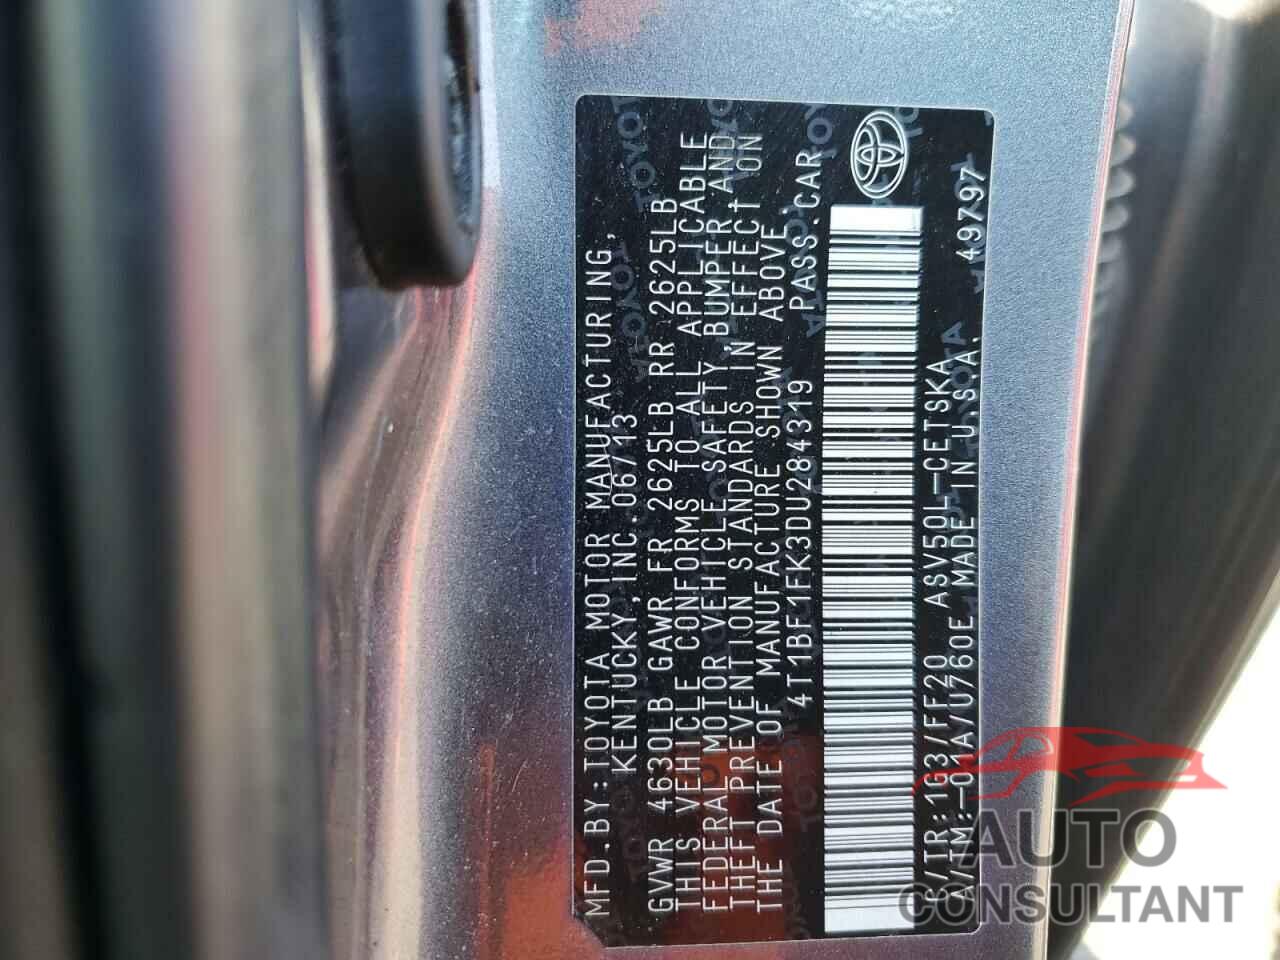 MFD.BY:TOYOTA MOTOR MANUFACTURING,
KENTUCKY,INC.06/13
GVWR 4630LB GAWR FR 2625LB RR 2625LB
THIS VEHICLE CONFORMS TO ALL APPLICABLE
FEDERAL MOTOR VEHICLE SAFETY,BUMPER AND
THEFT PREVENTION STANDARDS IN EFFECT ON
THE DATE OF MANUFACTURE SHOWN ABOVE.
4T1BF1FK3DU284319 PASS.CAR
C/TR:1G3/FF20 ASV50L-CETSKA
A/TM:-01A/U760E MADE IN U.S.A. 49797
AUTO
CONSULTANT